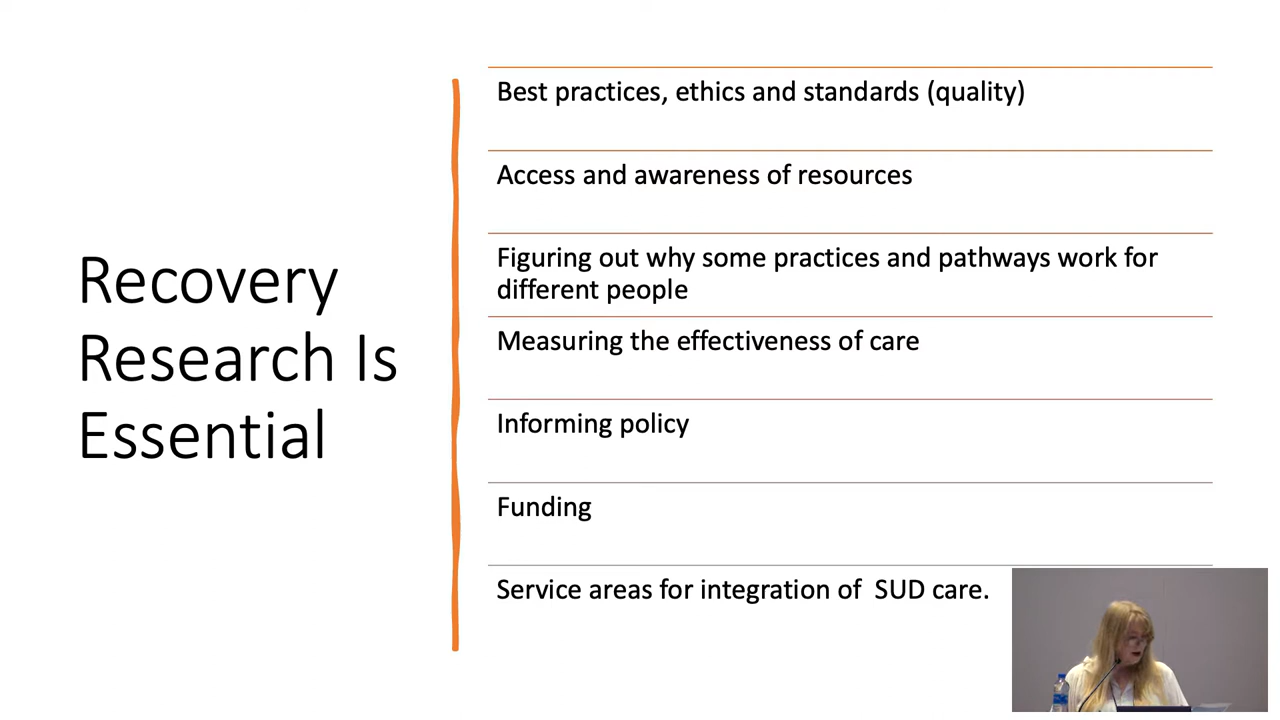 Recovery
Research Is
Essential
Best practices, ethics and standards (quality)
Access and awareness of resources
Figuring out why some practices and pathways work for
different people
Measuring the effectiveness of care
Informing policy
Funding
Service areas for integration of SUD care.